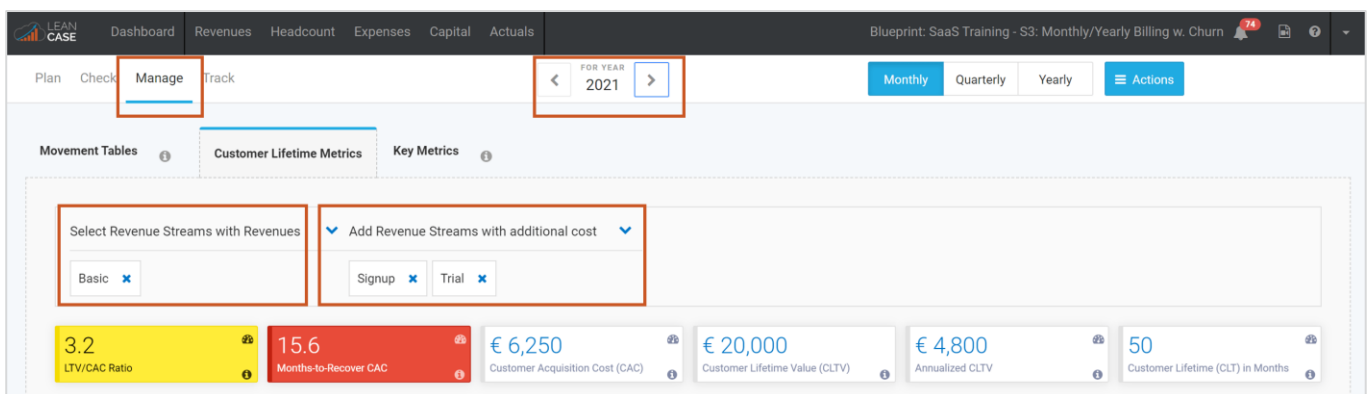 LEAN
CASE
Dashboard Revenues Headcount Expenses Capital Actuals
Blueprint: SaaS Training - S3: Monthly/Yearly Billing w. Churn 74
Plan Check Manage Track
FOR YEAR
2021
Monthly Quarterly Yearly Actions
Movement Tables Customer Lifetime Metrics Key Metrics
Select Revenue Streams with Revenues Add Revenue Streams with additional cost
Basic Signup Trial
3.2 15.6 € 6,250 € 20,000 € 4,800 50
LTV/CAC Ratio Months-to-Recover CAC Customer Acquisition Cost (CAC) Customer Lifetime Value (CLTV) Annualized CLTV Customer Lifetime (CLT) in Months